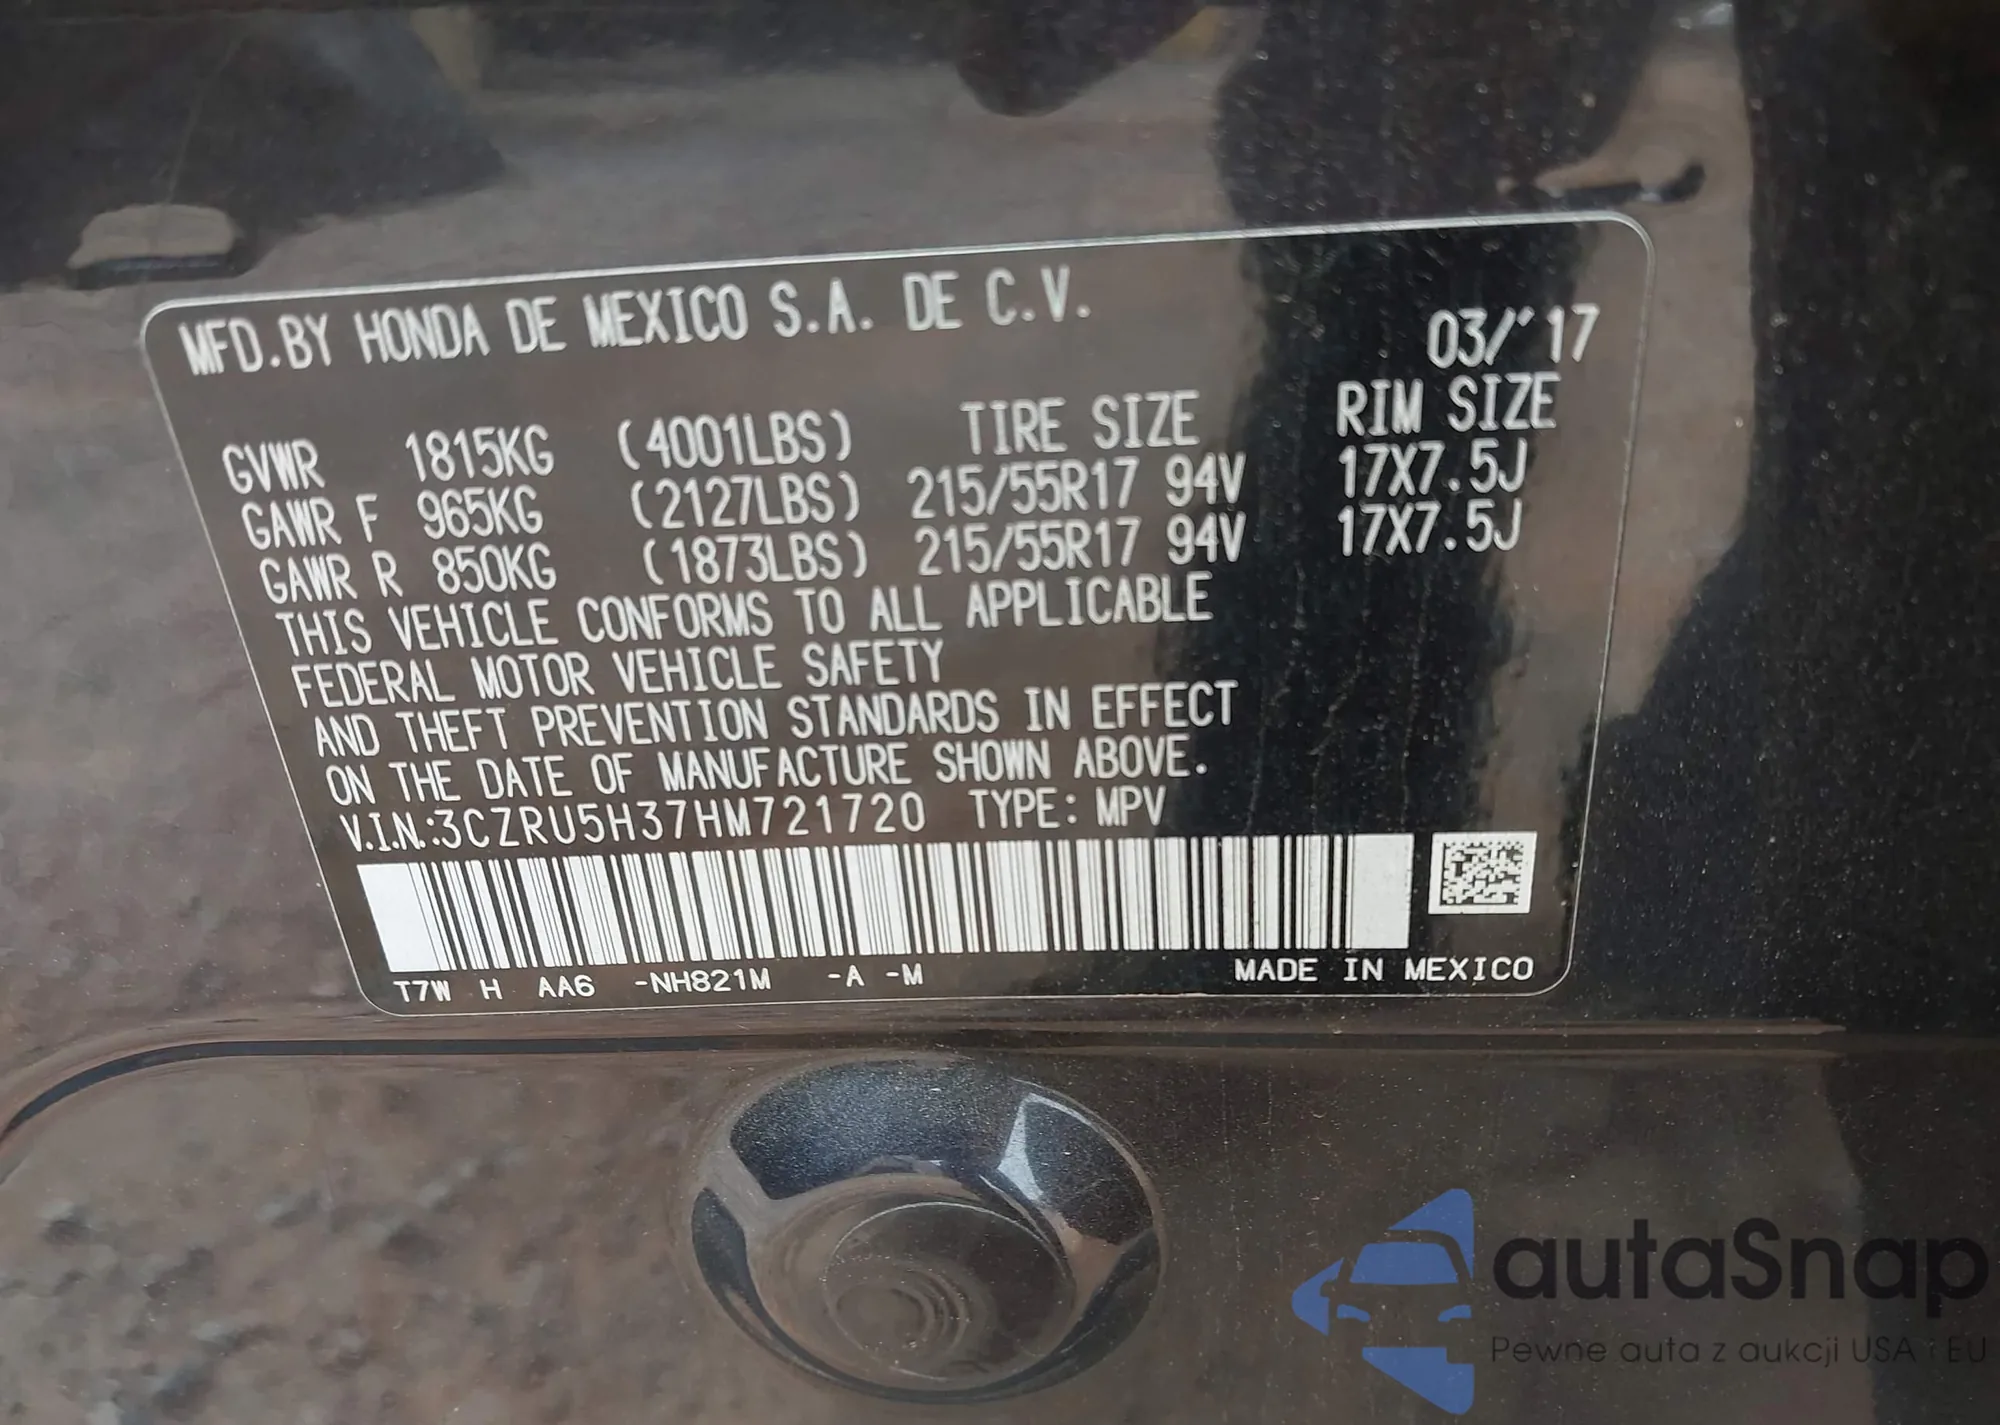 MFD.BY HONDA DE MEXICO S.A. DE C.V.
03/'17
GVWR 1815KG (4001LBS) TIRE SIZE RIM SIZE
GAWR F 965KG (2127LBS) 215/55R17 94V 17X7.5J
GAWR R 850KG (1873LBS) 215/55R17 94V 17X7.5J
THIS VEHICLE CONFORMS TO ALL APPLICABLE
FEDERAL MOTOR VEHICLE SAFETY
AND THEFT PREVENTION STANDARDS IN EFFECT
ON THE DATE OF MANUFACTURE SHOWN ABOVE.
V.I.N.:3CZRU5H37HM721720 TYPE: MPV
T7W H AA6 -NH821M -A -M MADE IN MEXICO
autaSnap
Pewne auta z aukcji USA i EU